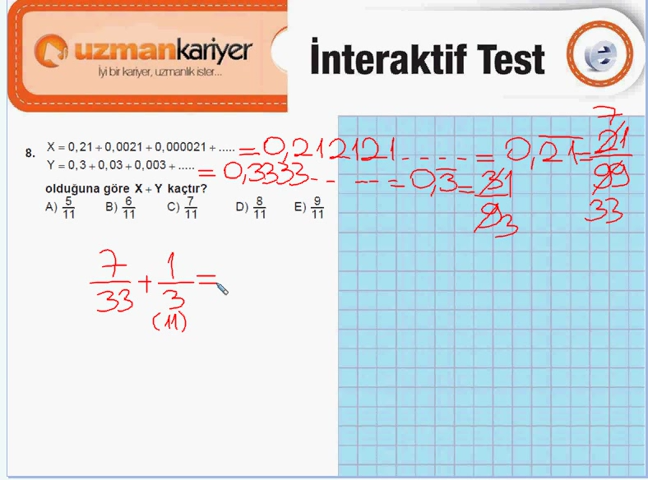 uzmankariyer
İyi bir kariyer, uzmanlık ister...
İnteraktif Test
e
8. X = 0,21 + 0,0021 + 0,000021 + ..... = 0,212121 ..... = 0,21 = 21/99 7 33
Y = 0,3 + 0,03 + 0,003 + ..... = 0,3333 ..... = 0,3 = 3/9 1 3
olduğuna göre X + Y kaçtır?
A) 5/11 B) 6/11 C) 7/11 D) 8/11 E) 9/11
7/33 + 1/3 =
(11)